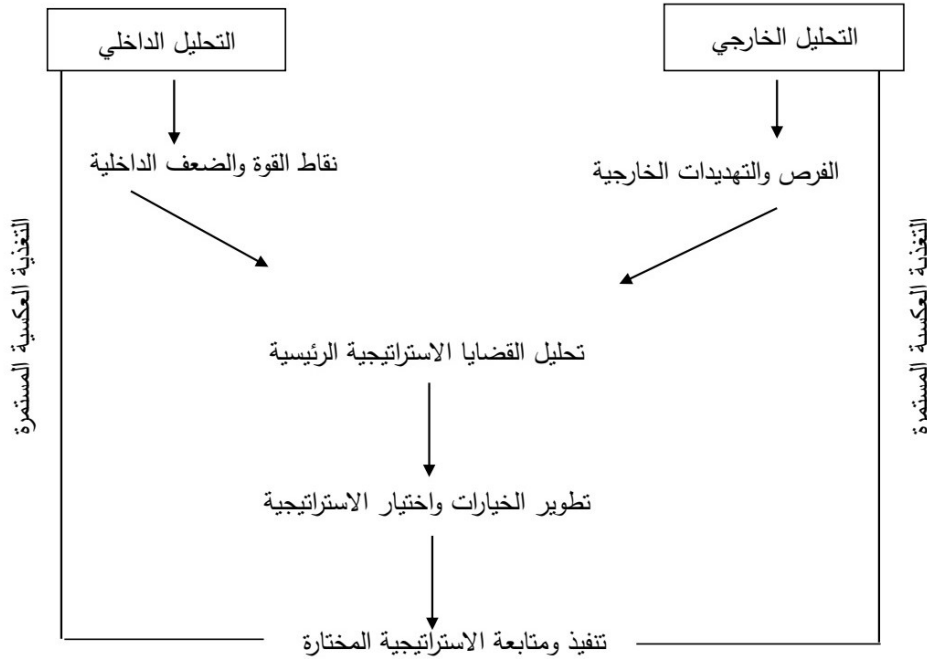 التحليل الخارجي
التحليل الداخلي
الفرص والتهديدات الخارجية
نقاط القوة والضعف الداخلية
التغذية العكسية المستمرة
التغذية العكسية المستمرة
تحليل القضايا الاستراتيجية الرئيسية
تطوير الخيارات واختيار الاستراتيجية
تنفيذ ومتابعة الاستراتيجية المختارة